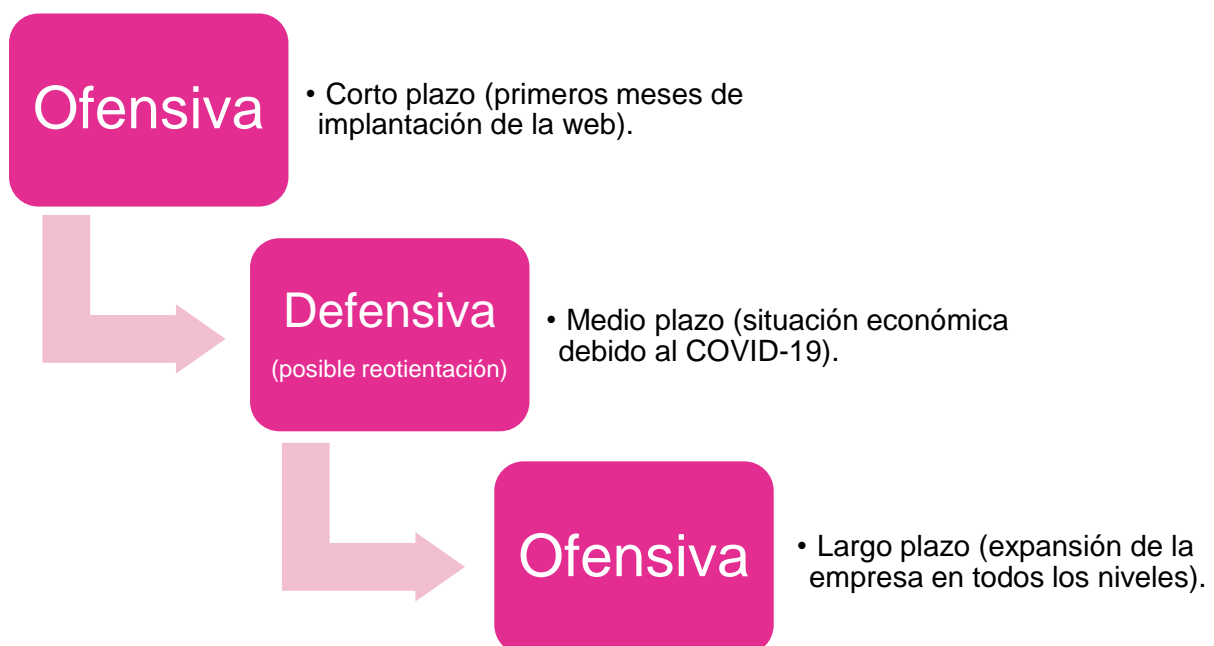 Ofensiva
• Corto plazo (primeros meses de
implantación de la web).
Defensiva
(posible reotientación)
• Medio plazo (situación económica
debido al COVID-19).
Ofensiva
• Largo plazo (expansión de la
empresa en todos los niveles).